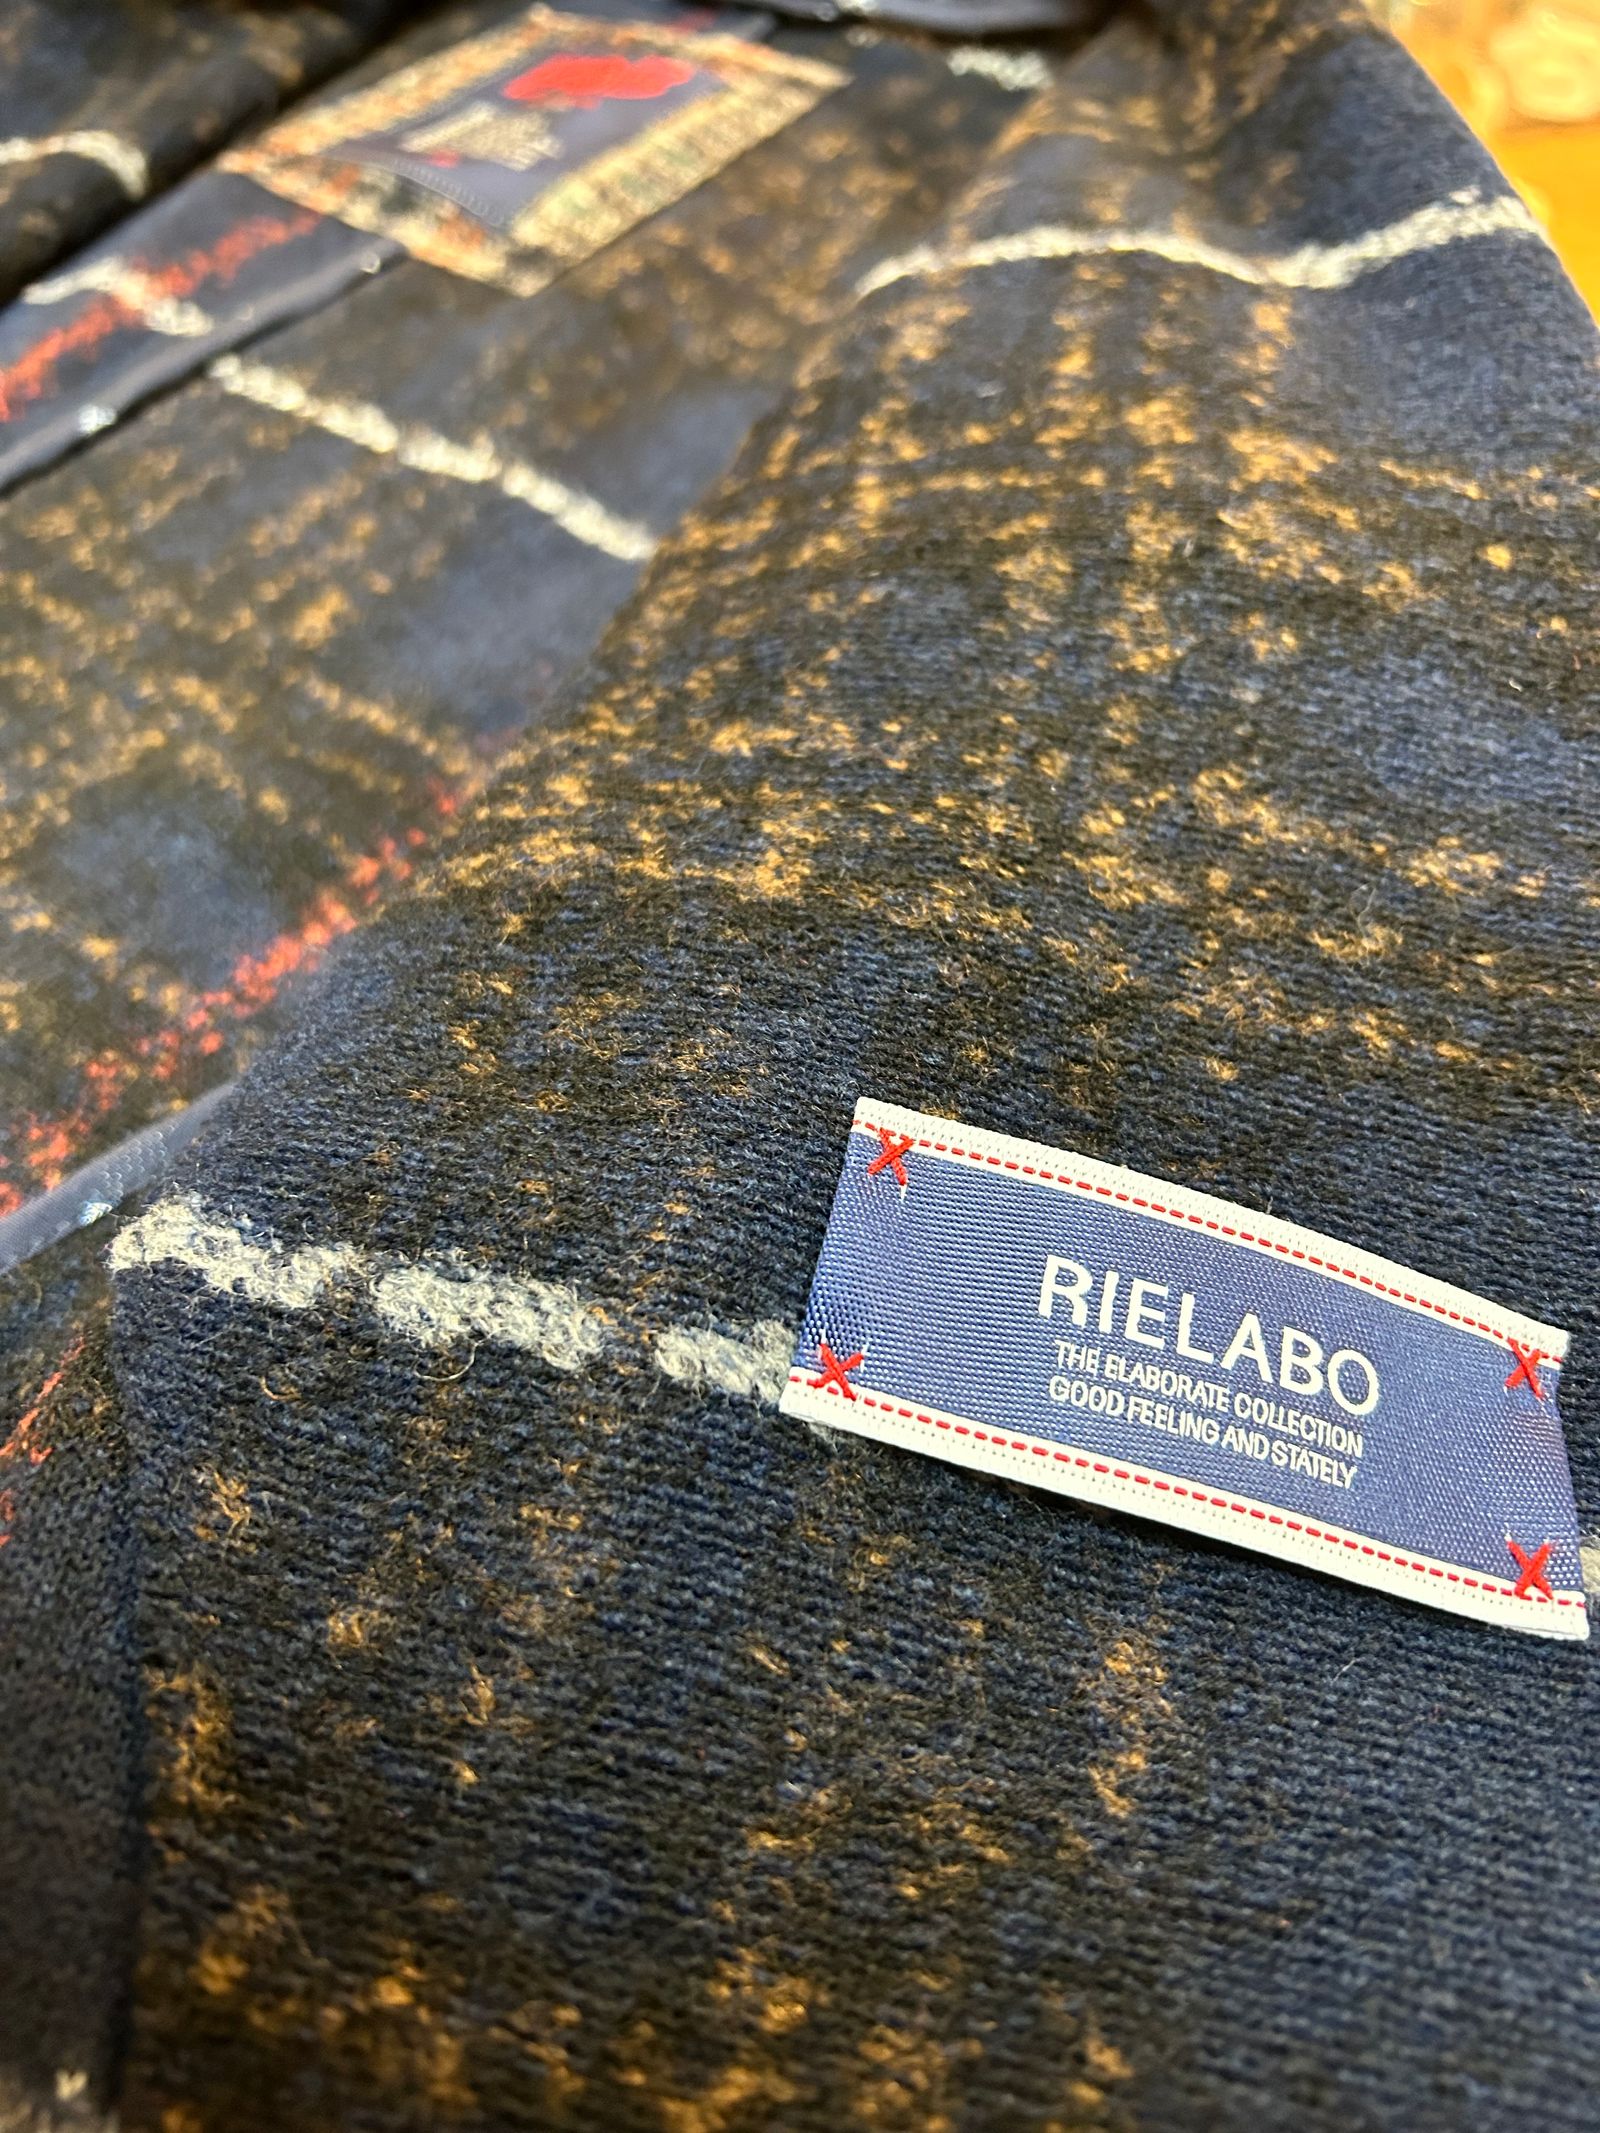 RIELABO
THE ELABORATE COLLECTION
GOOD FEELING AND STATELY